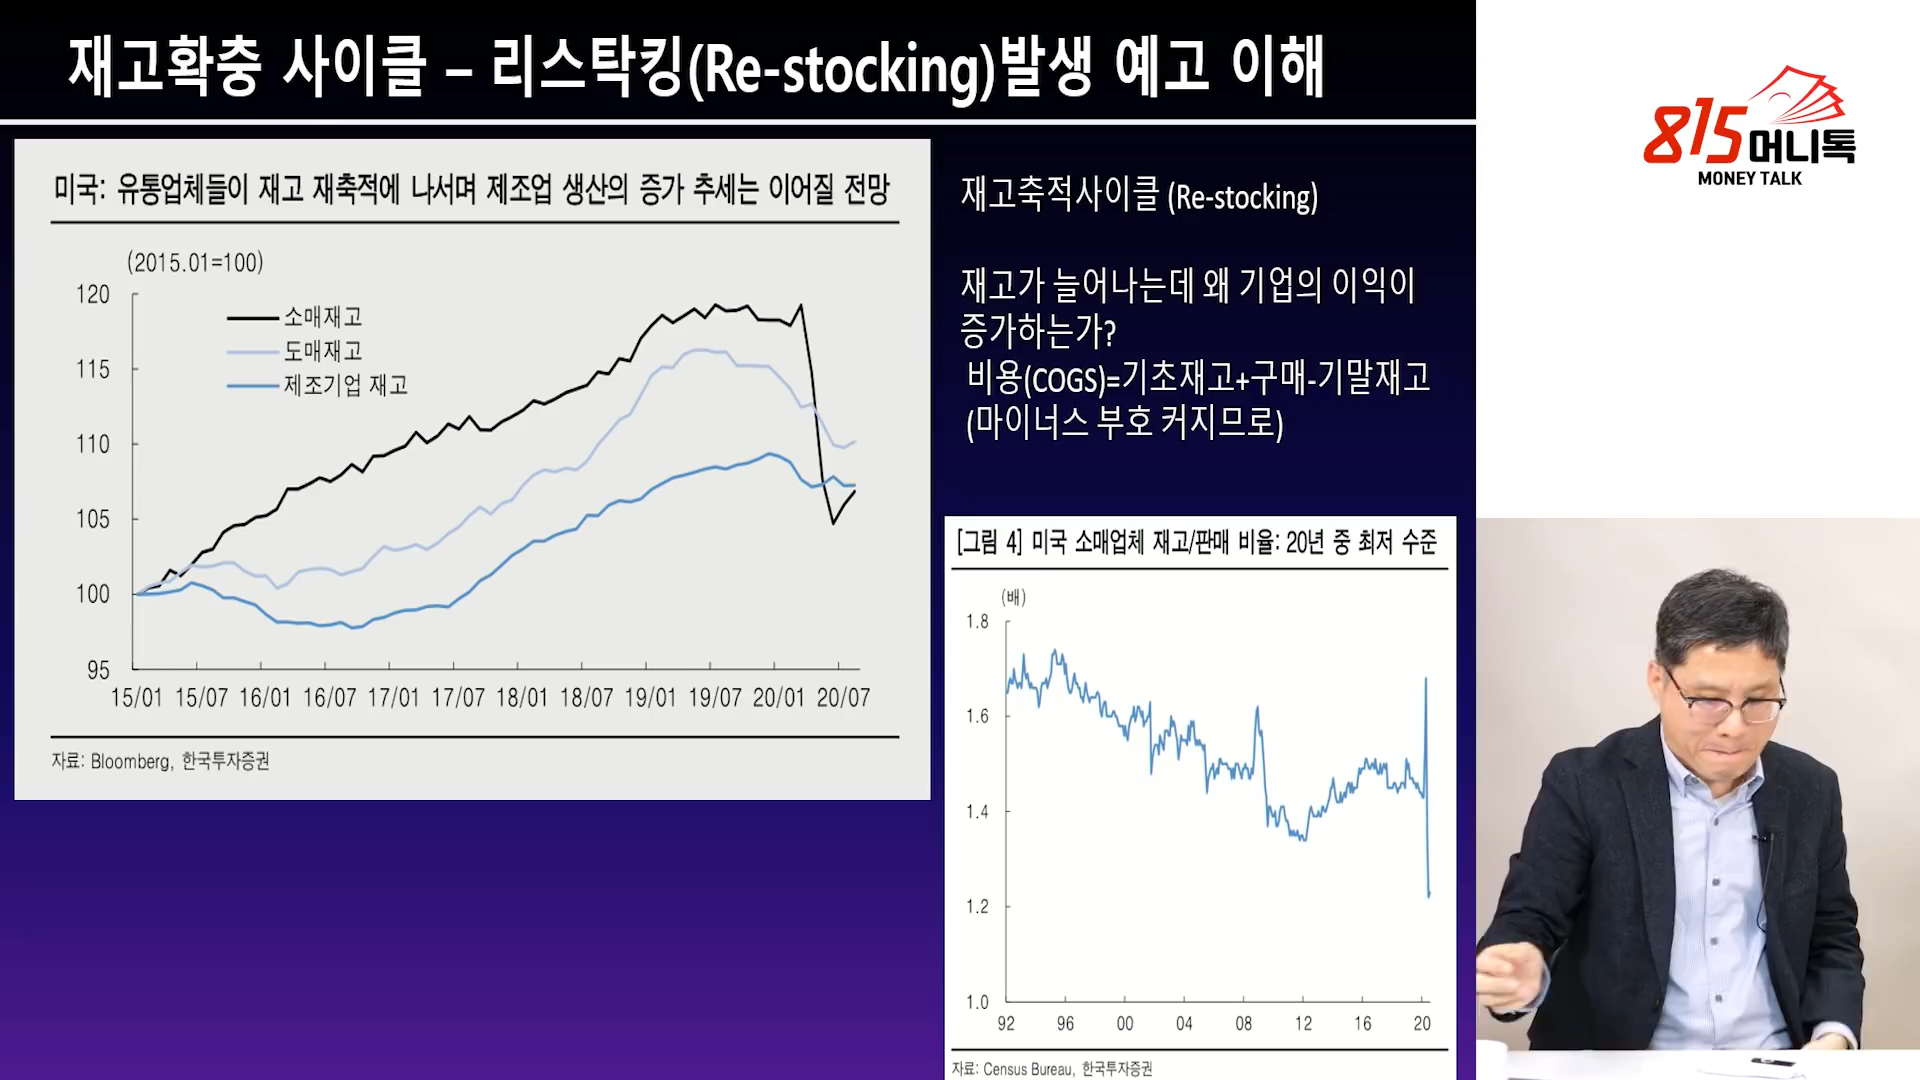 재고확충 사이클 – 리스탁킹(Re-stocking)발생 예고 이해
815머니톡
MONEY TALK
미국: 유통업체들이 재고 재축적에 나서며 제조업 생산의 증가 추세는 이어질 전망
(2015.01=100)
120
115
110
105
100
95
소매재고
도매재고
제조기업 재고
15/01 15/07 16/01 16/07 17/01 17/07 18/01 18/07 19/01 19/07 20/01 20/07
자료: Bloomberg, 한국투자증권
재고축적사이클 (Re-stocking)
재고가 늘어나는데 왜 기업의 이익이
증가하는가?
비용(COGS)=기초재고+구매-기말재고
(마이너스 부호 커지므로)
[그림 4] 미국 소매업체 재고/판매 비율: 20년 중 최저 수준
(배)
1.8
1.6
1.4
1.2
1.0
92 96 00 04 08 12 16 20
자료: Census Bureau, 한국투자증권